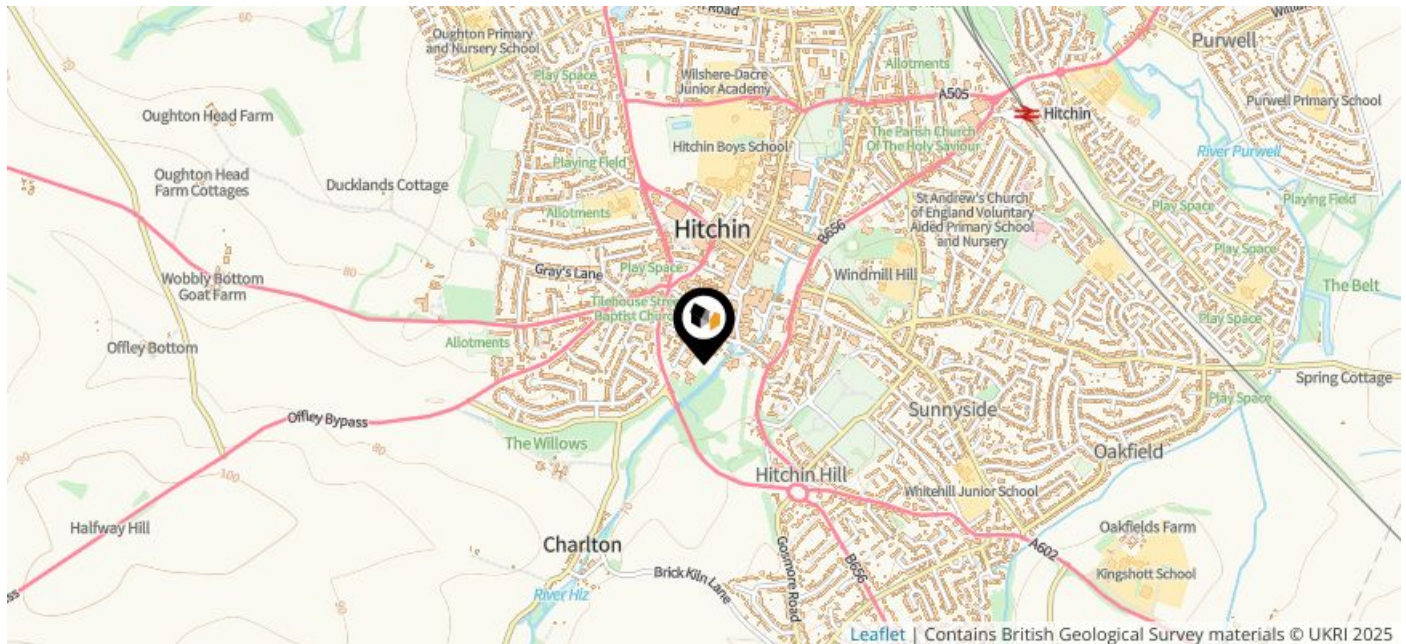 Road
Oughton Primary
and Nursery School
Purwell
Play Space
Wilshere-Dacre
Junior Academy
Allotments
A505
Purwell Primary School
Oughton Head Farm
Hitchin
The Parish Church
Of The Holy Saviour
Hitchin Boys School
River Purwell
Playing Field
Oughton Head
Farm Cottages
Ducklands Cottage
St Andrew's Church
of England Voluntary
Aided Primary School
and Nursery
Play Space
Playing Field
Allotments
Hitchin
B656
Play Space
80
Gray's Lane
Play Space
Windmill Hill
Wobbly Bottom
Goat Farm
The Belt
Tilehouse Street
Baptist Church
Play Space
Offley Bottom
Allotments
Spring Cottage
Play Space
Offley Bypass
Sunnyside
The Willows
Oakfield
90
100
Hitchin Hill
Whitehill Junior School
Halfway Hill
70
Oakfields Farm
Charlton
A602
Gosmore Road
B656
Brick Kiln Lane
Kingshott School
River Hiz
90
Leaflet | Contains British Geological Survey materials © UKRI 2025